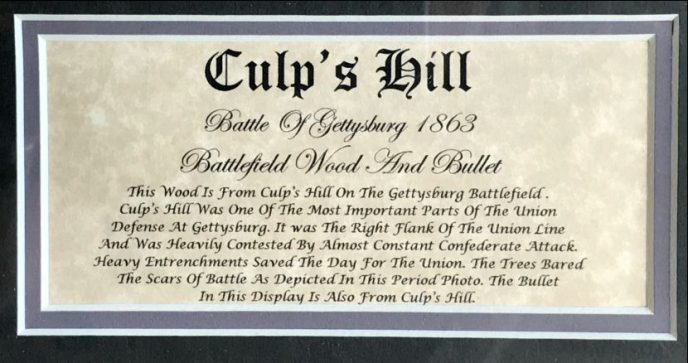 Culp's Hill
Battle Of Gettysburg 1863
Battlefield Wood And Bullet
This Wood Is From Culp's Hill On The Gettysburg Battlefield .
Culp's Hill Was One Of The Most Important Parts Of The Union
Defense At Gettysburg. It was The Right Flank Of The Union Line
And Was Heavily Contested By Almost Constant Confederate Attack.
Heavy Entrenchments Saved The Day For The Union. The Trees Bared
The Scars Of Battle As Depicted In This Period Photo. The Bullet
In This Display Is Also From Culp's Hill.